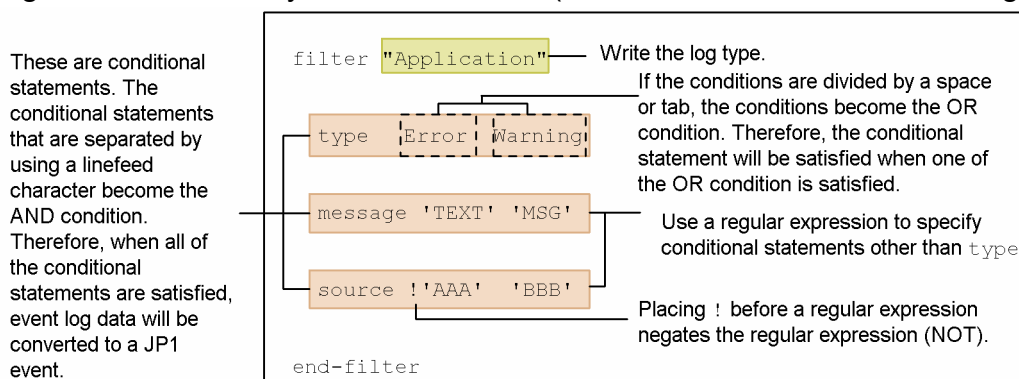 These are conditional
statements. The
conditional statements
that are separated by
using a linefeed
character become the
AND condition.
Therefore, when all of
the conditional
statements are satisfied,
event log data will be
converted to a JP1
event.
filter "Application"
Write the log type.
If the conditions are divided by a space
or tab, the conditions become the OR
condition. Therefore, the conditional
statement will be satisfied when one of
the OR condition is satisfied.
type Error Warning
message 'TEXT' 'MSG'
Use a regular expression to specify
conditional statements other than type
source !'AAA' 'BBB'
Placing ! before a regular expression
negates the regular expression (NOT).
end-filter